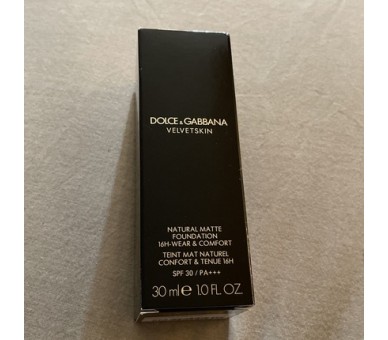 DOLCE & GABBANA
VELVETSKIN
NATURAL MATTE
FOUNDATION
16H-WEAR & COMFORT
TEINT MAT NATUREL
CONFORT & TENUE 16H
SPF 30 / PA+++
30 ml e 1.0 FL. OZ.